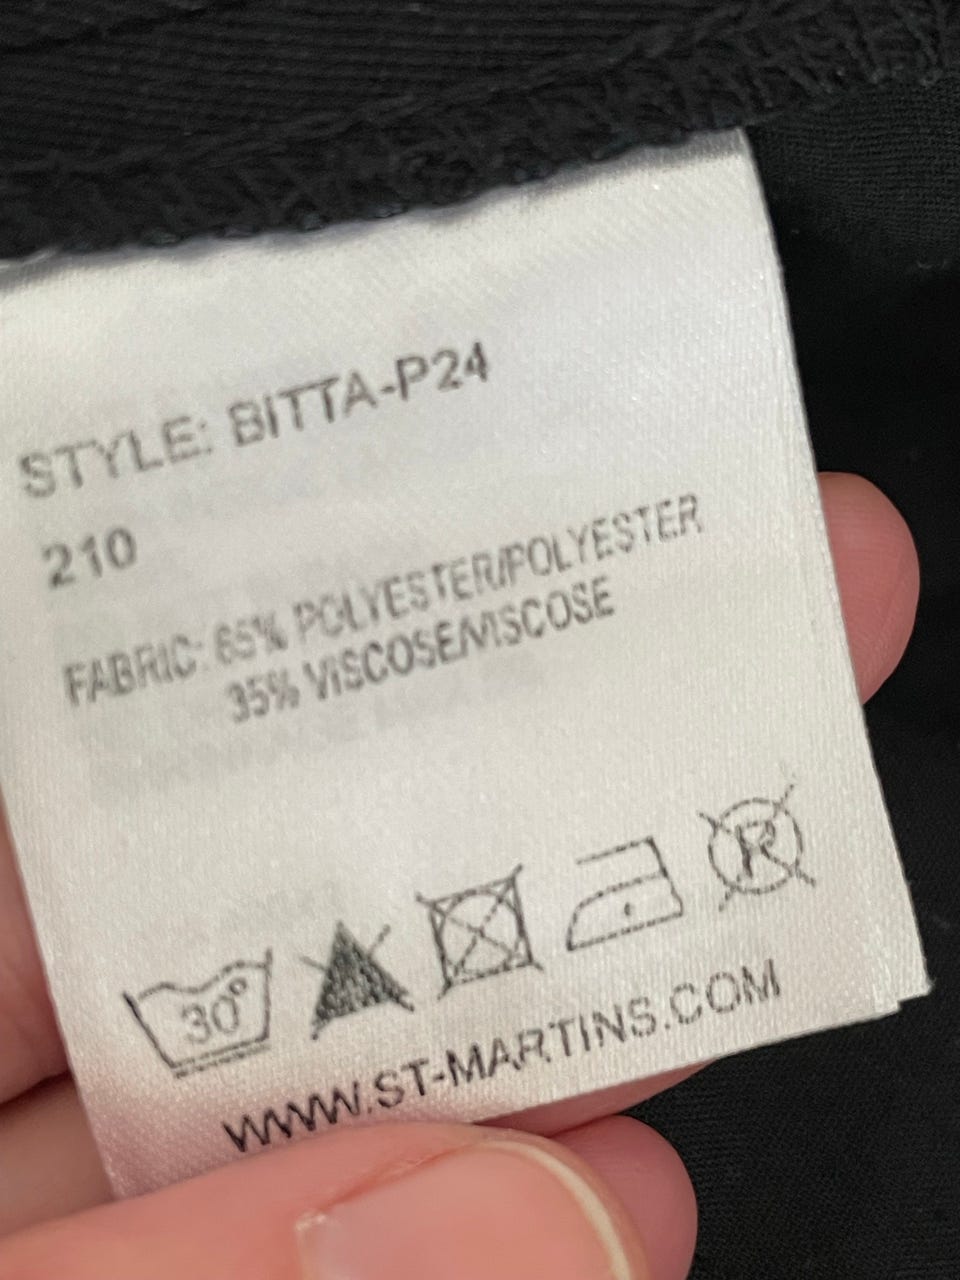 STYLE: BITTA-P24
210
FABRIC: 65% POLYESTER/POLYESTER
35% VISCOSE/VISCOSE
30°
R
WWW.ST-MARTINS.COM